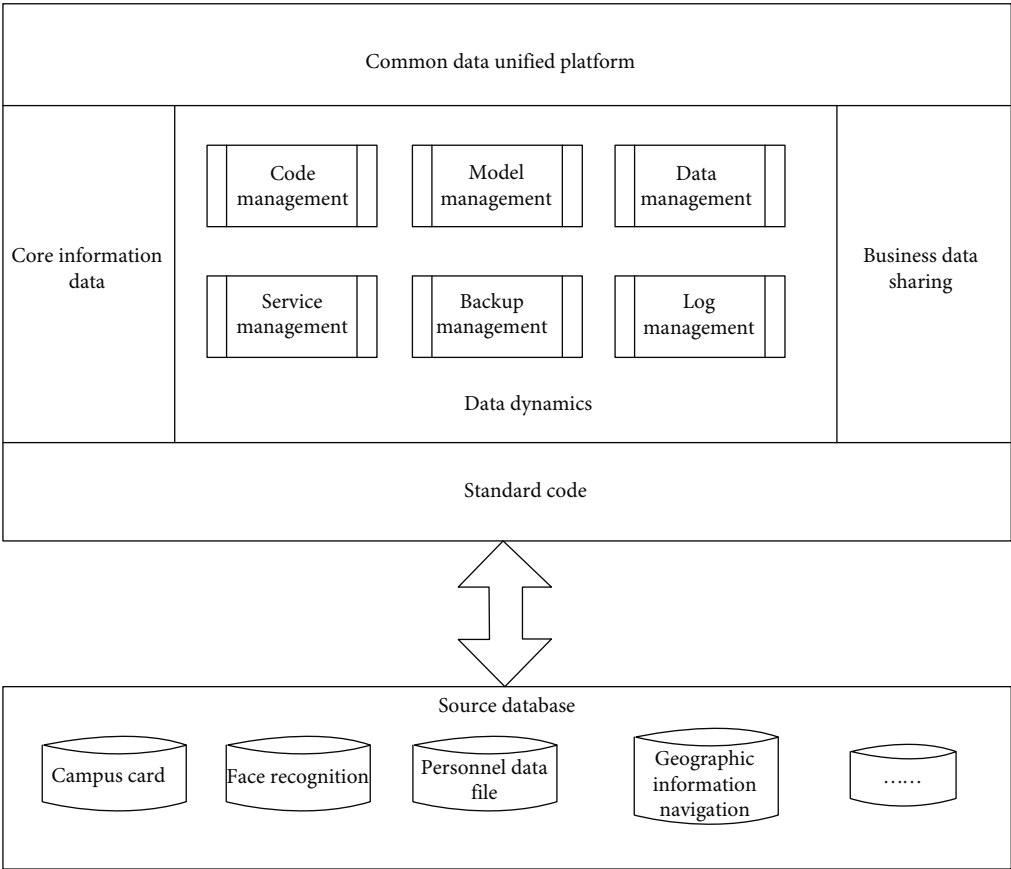 Common data unified platform
Core information
data
Code
management
Model
management
Data
management
Service
management
Backup
management
Log
management
Data dynamics
Business data
sharing
Standard code
Source database
Campus card
Face recognition
Personnel data
file
Geographic
information
navigation
……